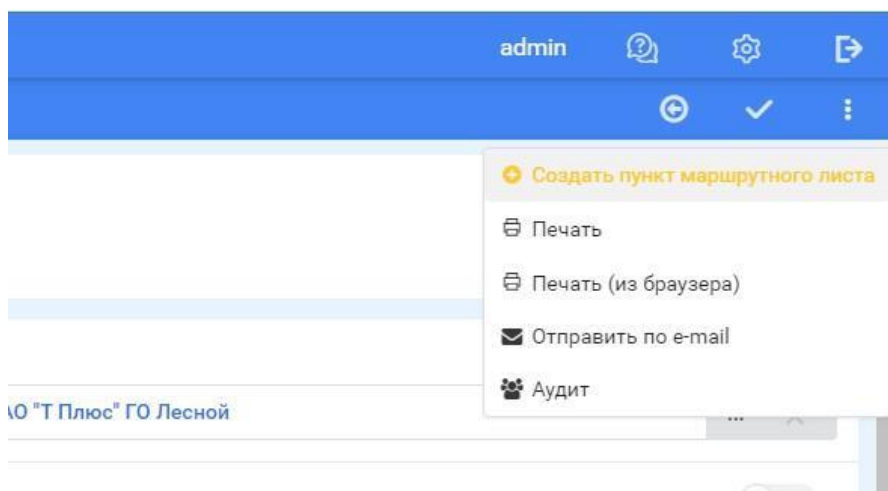 admin
Создать пункт маршрутного листа
Печать
Печать (из браузера)
Отправить по e-mail
Аудит
АО "Т Плюс" ГО Лесной
...